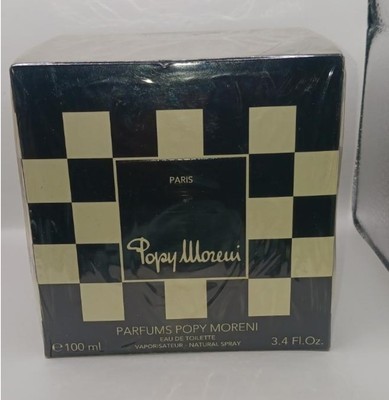 PARIS
Popy Moreni
PARFUMS POPY MORENI
EAU DE TOILETTE
VAPORISATEUR - NATURAL SPRAY
℮100 ml 3.4 Fl.Oz.